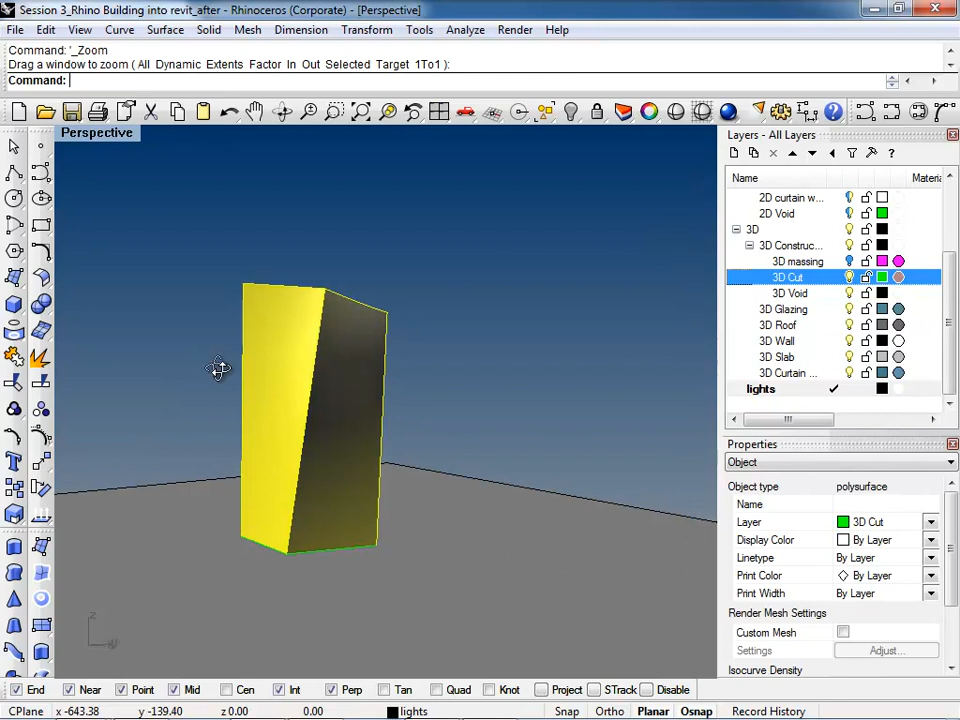 Session 3_Rhino Building into revit_after - Rhinoceros (Corporate) - [Perspective]
File Edit View Curve Surface Solid Mesh Dimension Transform Tools Analyze Render Help
Command: '_Zoom
Drag a window to zoom ( All Dynamic Extents Factor In Out Selected Target 1To1 ):
Command:
Perspective
Layers - All Layers
Name Material
2D curtain w...
2D Void
3D
3D Construc...
3D massing
3D Cut
3D Void
3D Glazing
3D Roof
3D Wall
3D Slab
3D Curtain ...
lights
Properties
Object
Object type polysurface
Name
Layer 3D Cut
Display Color By Layer
Linetype By Layer
Print Color By Layer
Print Width By Layer
Render Mesh Settings
Custom Mesh
Settings Adjust...
Isocurve Density
z
End Near Point Mid Cen Int Perp Tan Quad Knot Project STrack Disable
CPlane x -643.38 y -139.40 z 0.00 0.00 lights Snap Ortho Planar Osnap Record History